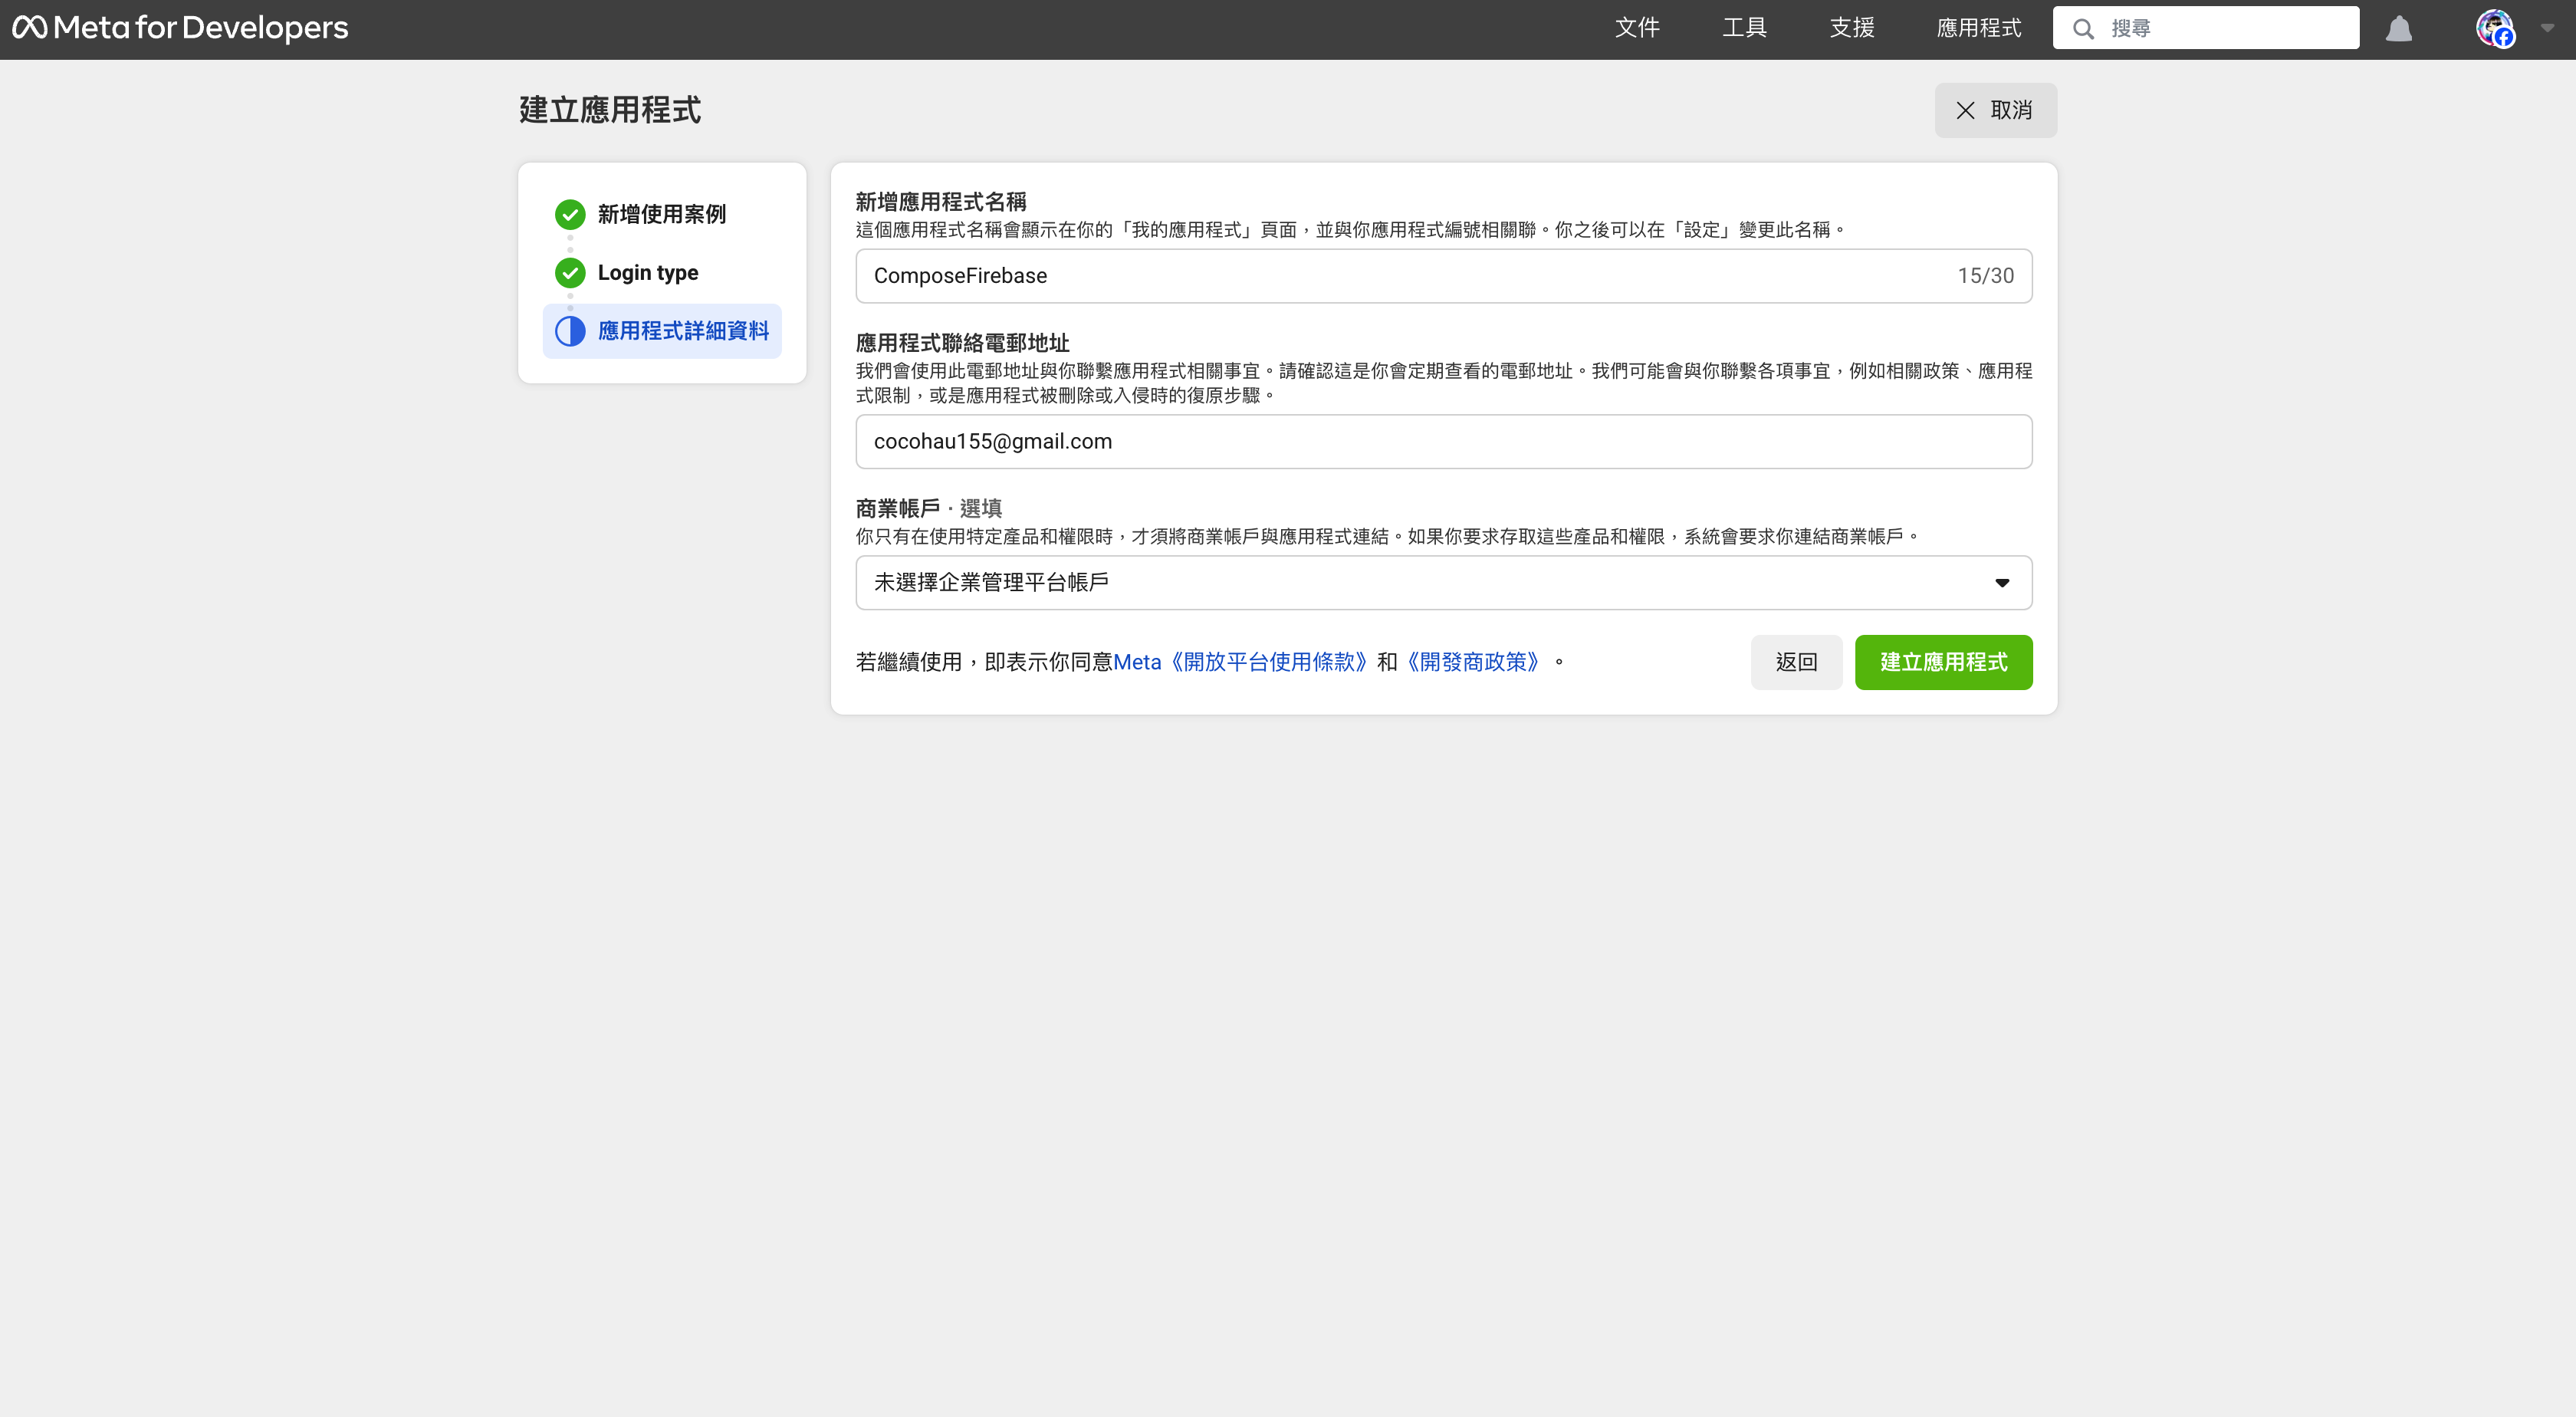 Meta for Developers
文件 工具 支援 應用程式 搜尋
建立應用程式
取消
新增使用案例
Login type
應用程式詳細資料
新增應用程式名稱
這個應用程式名稱會顯示在你的「我的應用程式」頁面，並與你應用程式編號相關聯。你之後可以在「設定」變更此名稱。
ComposeFirebase 15/30
應用程式聯絡電郵地址
我們會使用此電郵地址與你聯繫應用程式相關事宜。請確認這是你會定期查看的電郵地址。我們可能會與你聯繫各項事宜，例如相關政策、應用程
式限制，或是應用程式被刪除或入侵時的復原步驟。
cocohau155@gmail.com
商業帳戶 · 選填
你只有在使用特定產品和權限時，才須將商業帳戶與應用程式連結。如果你要求存取這些產品和權限，系統會要求你連結商業帳戶。
未選擇企業管理平台帳戶
若繼續使用，即表示你同意Meta《開放平台使用條款》和《開發商政策》。
返回 建立應用程式